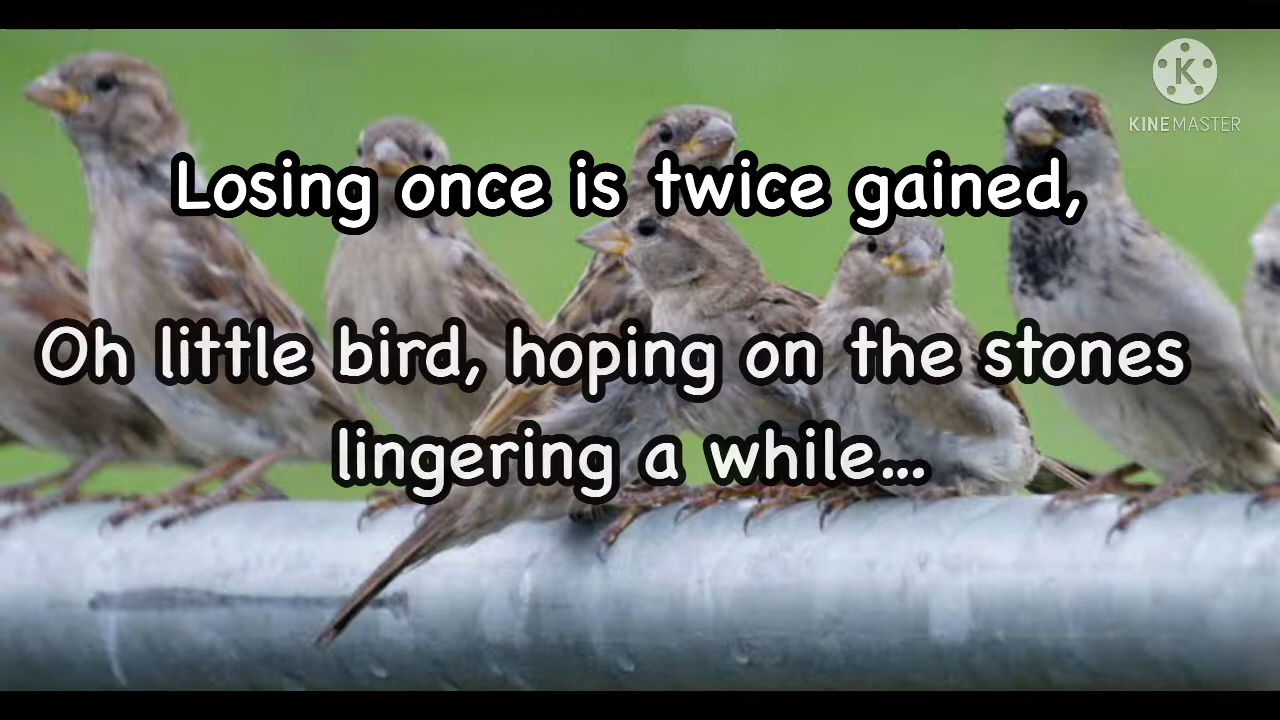 K
KINEMASTER
Losing once is twice gained,
Oh little bird, hoping on the stones
lingering a while...